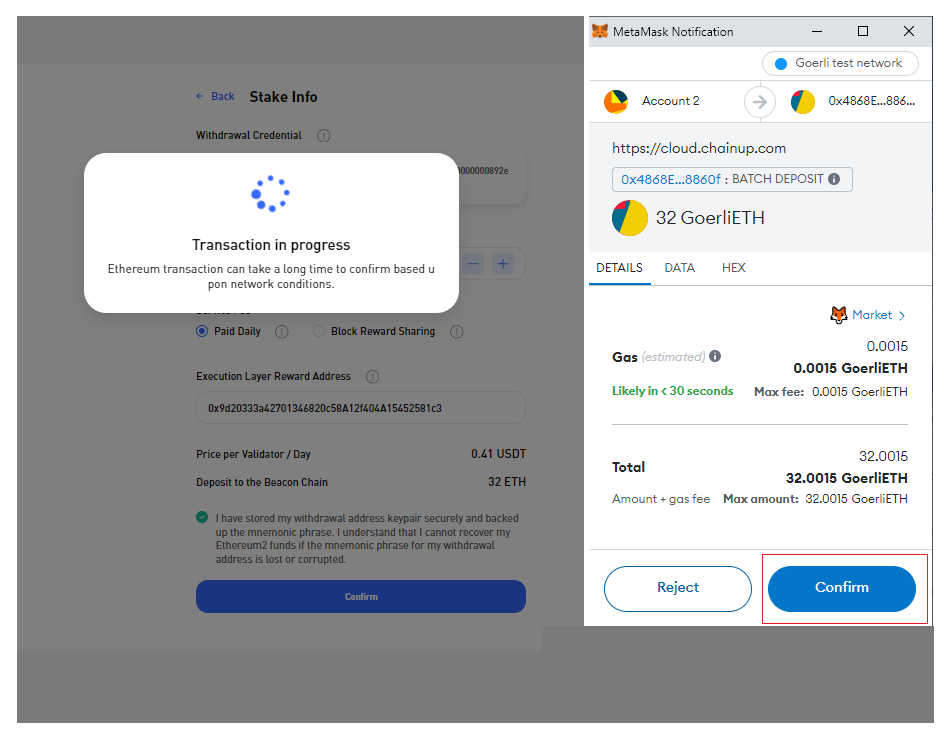 ← Back Stake Info
Withdrawal Credential
0000000892e
Transaction in progress
Ethereum transaction can take a long time to confirm based u
pon network conditions.
− +
Paid Daily Block Reward Sharing
Execution Layer Reward Address
0x9d20333a42701346820c58A12f404A15452581c3
Price per Validator / Day 0.41 USDT
Deposit to the Beacon Chain 32 ETH
I have stored my withdrawal address keypair securely and backed
up the mnemonic phrase. I understand that I cannot recover my
Ethereum2 funds if the mnemonic phrase for my withdrawal
address is lost or corrupted.
Confirm
MetaMask Notification
Goerli test network
Account 2 0x4868E...886...
https://cloud.chainup.com
0x4868E...8860f : BATCH DEPOSIT
32 GoerliETH
DETAILS DATA HEX
Market >
0.0015
Gas (estimated) 0.0015 GoerliETH
Likely in < 30 seconds Max fee: 0.0015 GoerliETH
32.0015
Total 32.0015 GoerliETH
Amount + gas fee Max amount: 32.0015 GoerliETH
Reject Confirm